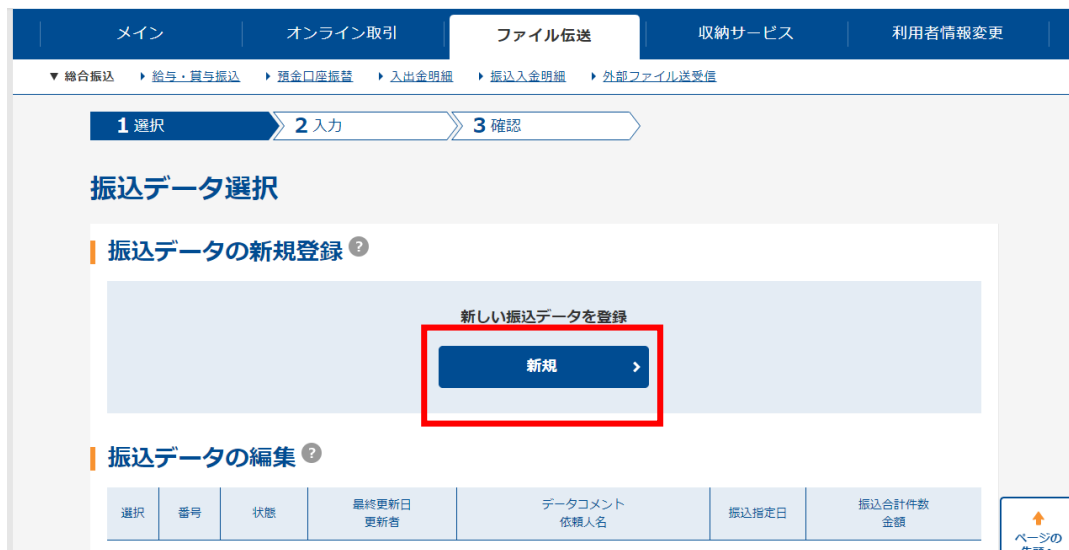 メイン オンライン取引 ファイル伝送 収納サービス 利用者情報変更
▼ 総合振込 給与・賞与振込 預金口座振替 入出金明細 振込入金明細 外部ファイル送受信
1 選択 2 入力 3 確認
振込データ選択
振込データの新規登録 ?
新しい振込データを登録
新規
振込データの編集 ?
選択 番号 状態 最終更新日 データコメント 振込指定日 振込合計件数
更新者 依頼人名 金額
ページの